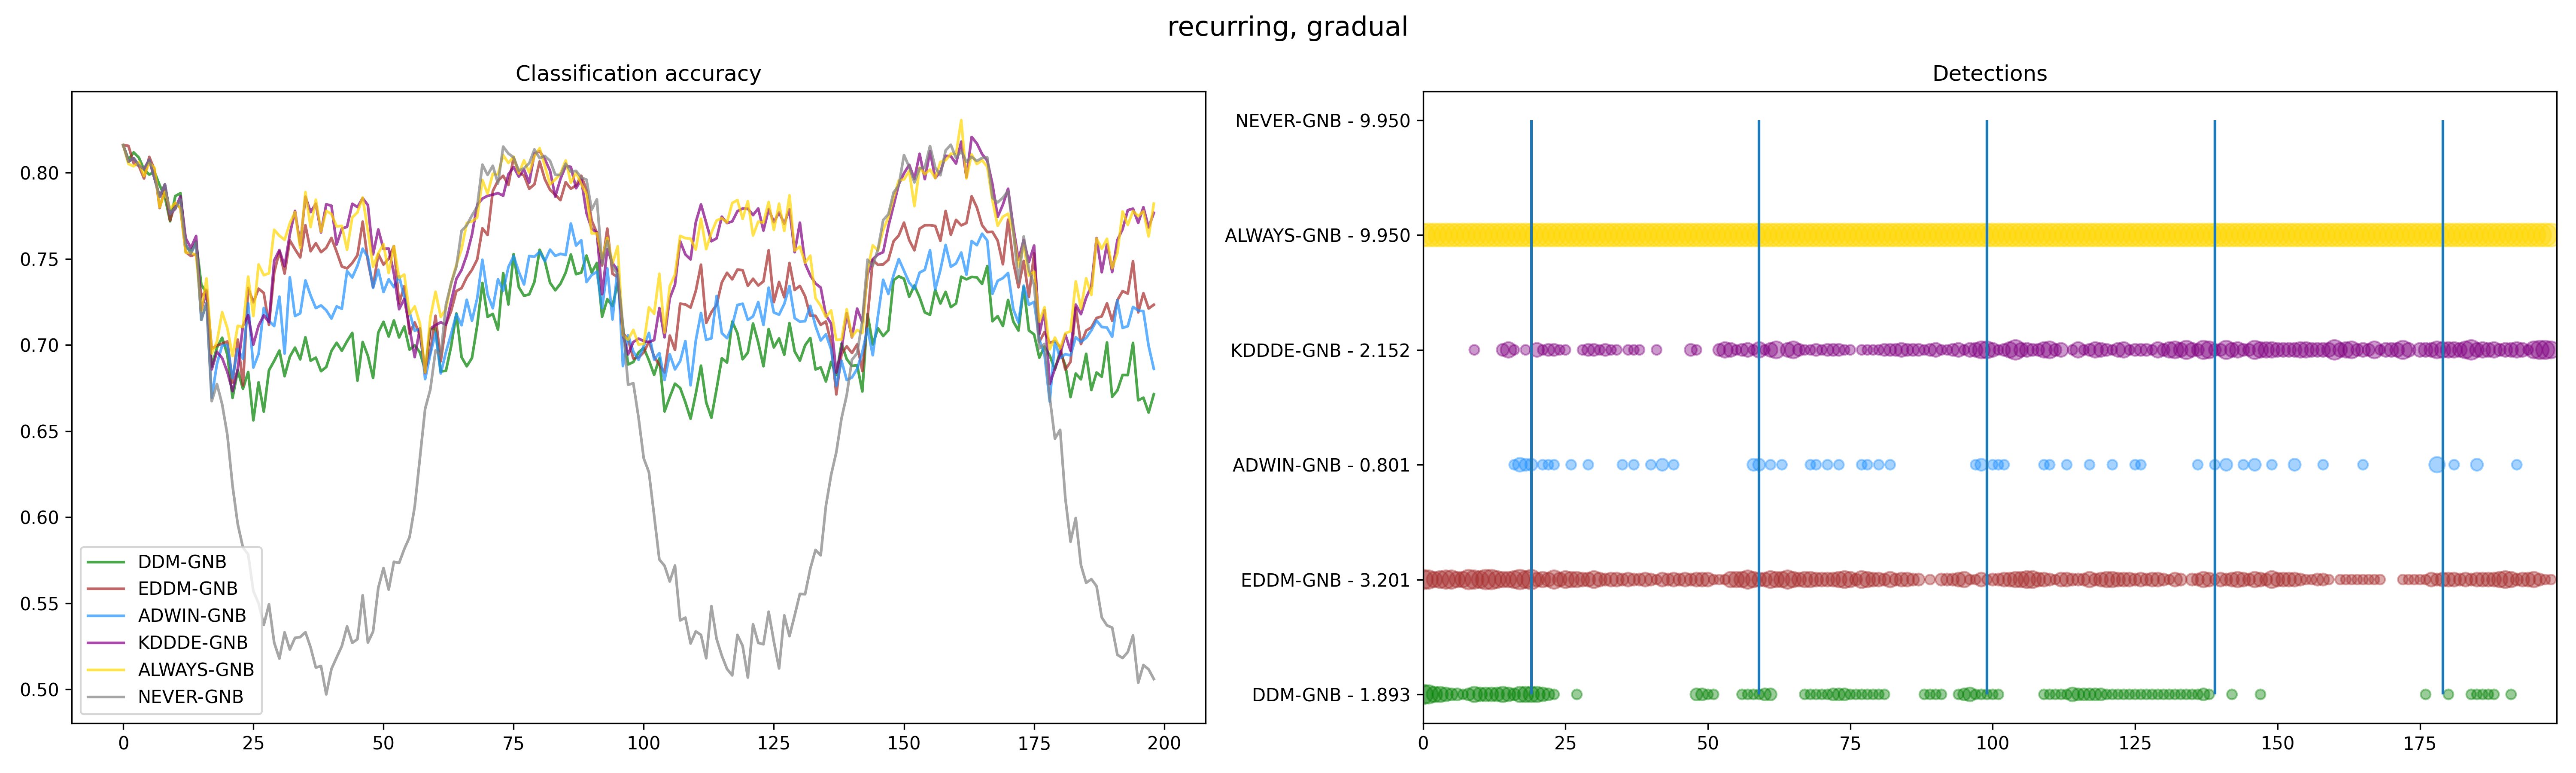 recurring, gradual
Classification accuracy
0.80
0.75
0.70
0.65
0.60
0.55
0.50
DDM-GNB
EDDM-GNB
ADWIN-GNB
KDDDE-GNB
ALWAYS-GNB
NEVER-GNB
0 25 50 75 100 125 150 175 200
Detections
NEVER-GNB - 9.950
ALWAYS-GNB - 9.950
KDDDE-GNB - 2.152
ADWIN-GNB - 0.801
EDDM-GNB - 3.201
DDM-GNB - 1.893
0 25 50 75 100 125 150 175